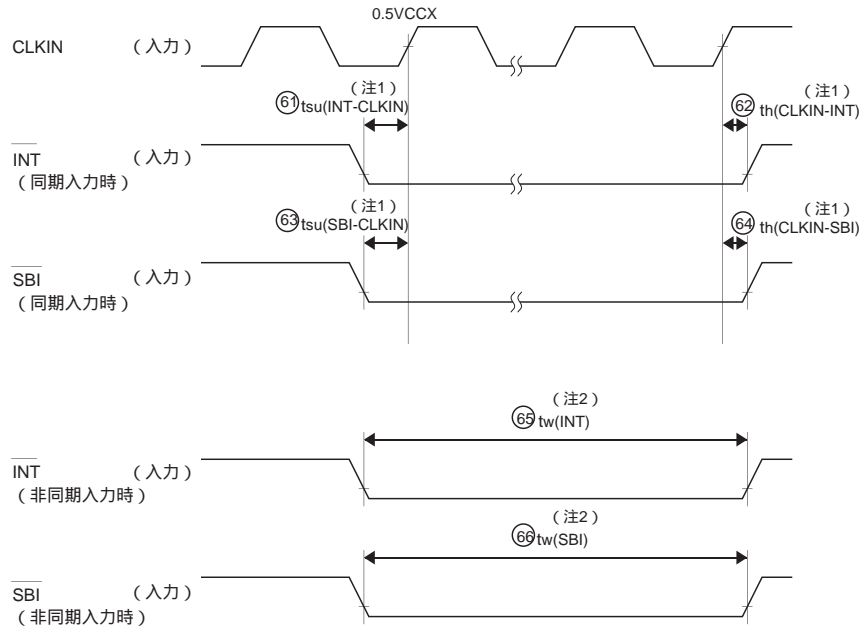 0.5VCCX
CLKIN （入力）
（注1）
61 tsu(INT-CLKIN)
（注1）
62 th(CLKIN-INT)
INT （入力）
（同期入力時）
（注1）
63 tsu(SBI-CLKIN)
（注1）
64 th(CLKIN-SBI)
SBI （入力）
（同期入力時）
（注2）
65 tw(INT)
INT （入力）
（非同期入力時）
（注2）
66 tw(SBI)
SBI （入力）
（非同期入力時）